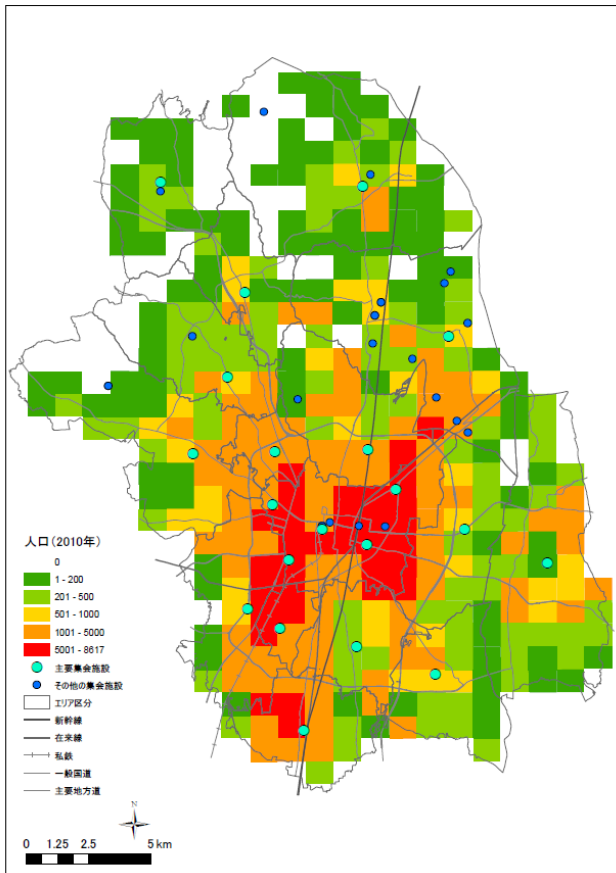 人口(2010年)
0
1 - 200
201 - 500
501 - 1000
1001 - 5000
5001 - 8617
主要集会施設
その他の集会施設
エリア区分
新幹線
在来線
私鉄
一般国道
主要地方道
N
0 1.25 2.5 5 km